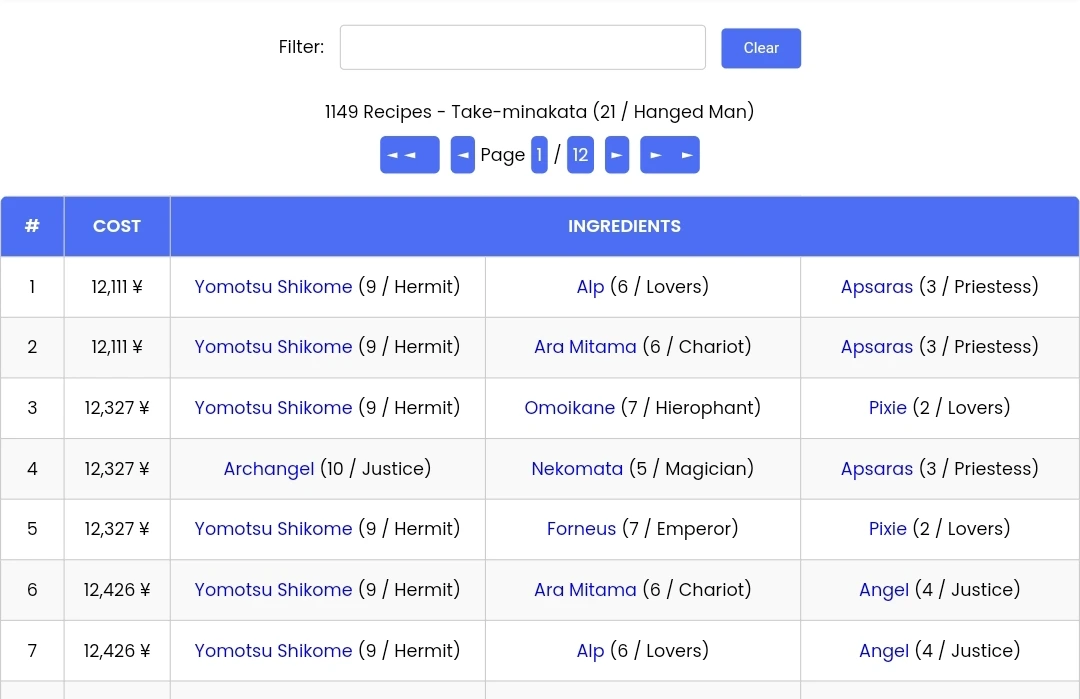 Filter: Clear
1149 Recipes - Take-minakata (21 / Hanged Man)
◄◄ ◄ Page 1 / 12 ► ► ►
# COST INGREDIENTS
1 12,111 ¥ Yomotsu Shikome (9 / Hermit) Alp (6 / Lovers) Apsaras (3 / Priestess)
2 12,111 ¥ Yomotsu Shikome (9 / Hermit) Ara Mitama (6 / Chariot) Apsaras (3 / Priestess)
3 12,327 ¥ Yomotsu Shikome (9 / Hermit) Omoikane (7 / Hierophant) Pixie (2 / Lovers)
4 12,327 ¥ Archangel (10 / Justice) Nekomata (5 / Magician) Apsaras (3 / Priestess)
5 12,327 ¥ Yomotsu Shikome (9 / Hermit) Forneus (7 / Emperor) Pixie (2 / Lovers)
6 12,426 ¥ Yomotsu Shikome (9 / Hermit) Ara Mitama (6 / Chariot) Angel (4 / Justice)
7 12,426 ¥ Yomotsu Shikome (9 / Hermit) Alp (6 / Lovers) Angel (4 / Justice)